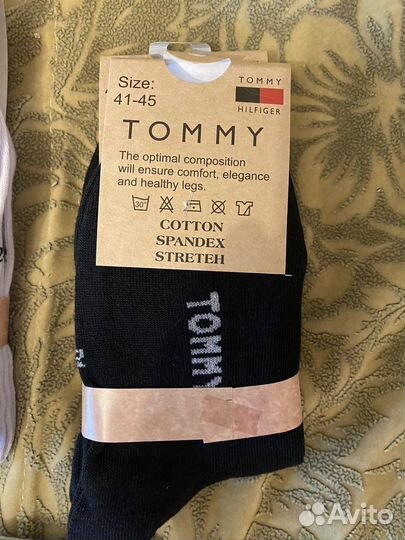 Size:
41-45
TOMMY
HILFIGER
TOMMY
The optimal composition
will ensure comfort, elegance
and healthy legs.
30°
COTTON
SPANDEX
STRETEH
TOMMY
Avito